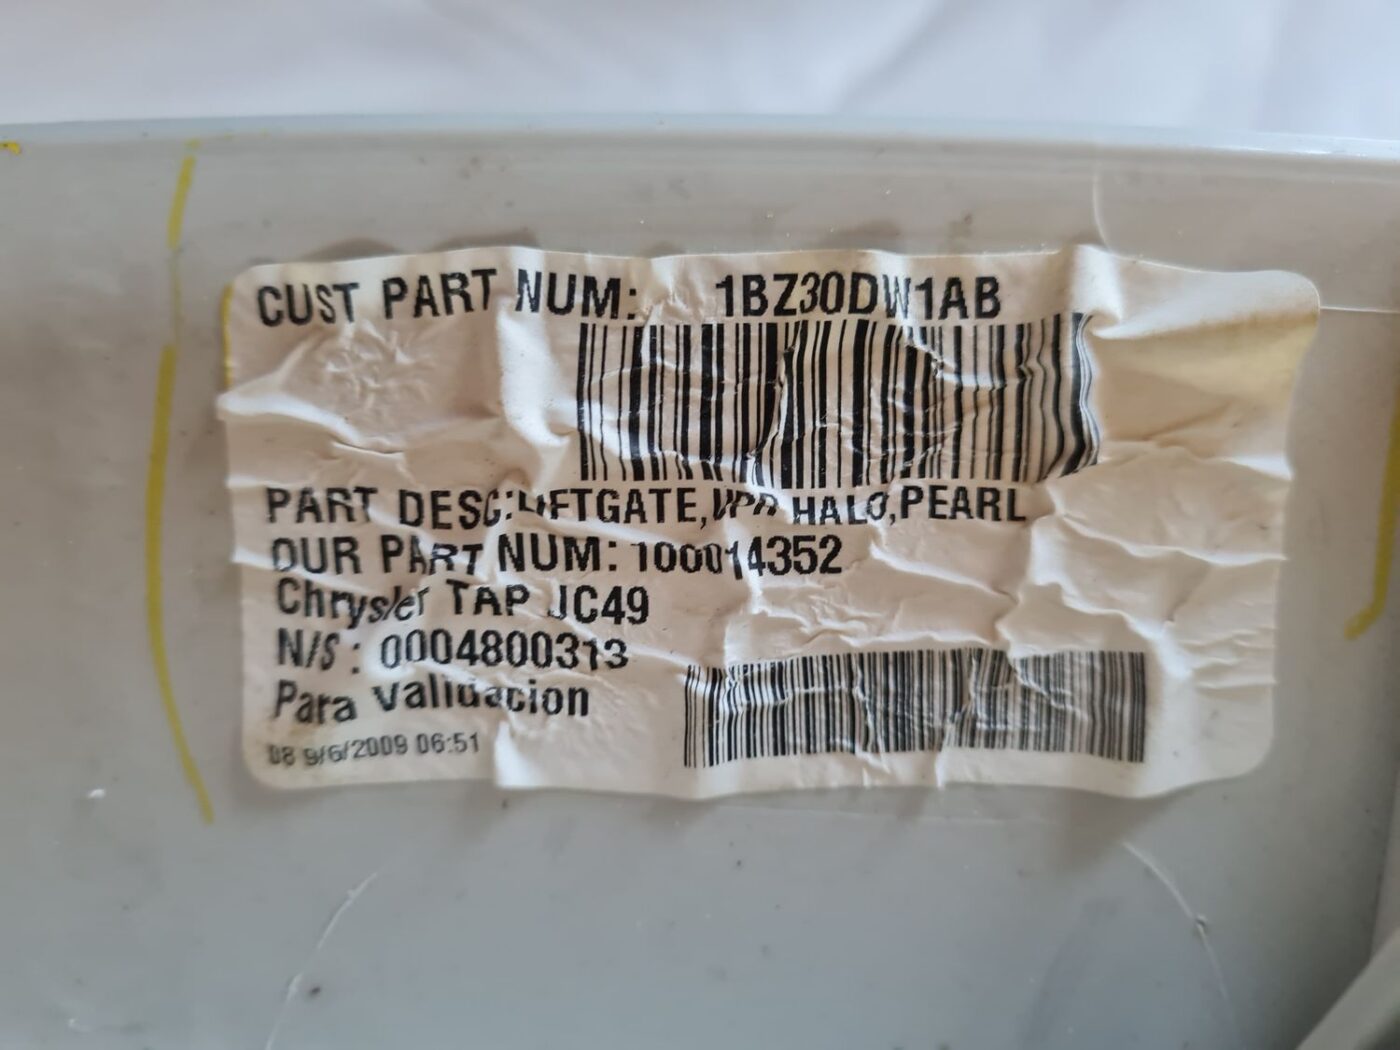 CUST PART NUM: 1BZ30DW1AB
PART DESC:LIFTGATE,UPR HALO,PEARL
OUR PART NUM: 100014352
Chrysler TAP JC49
N/S: 0004800313
Para validacion
08 9/6/2009 06:51